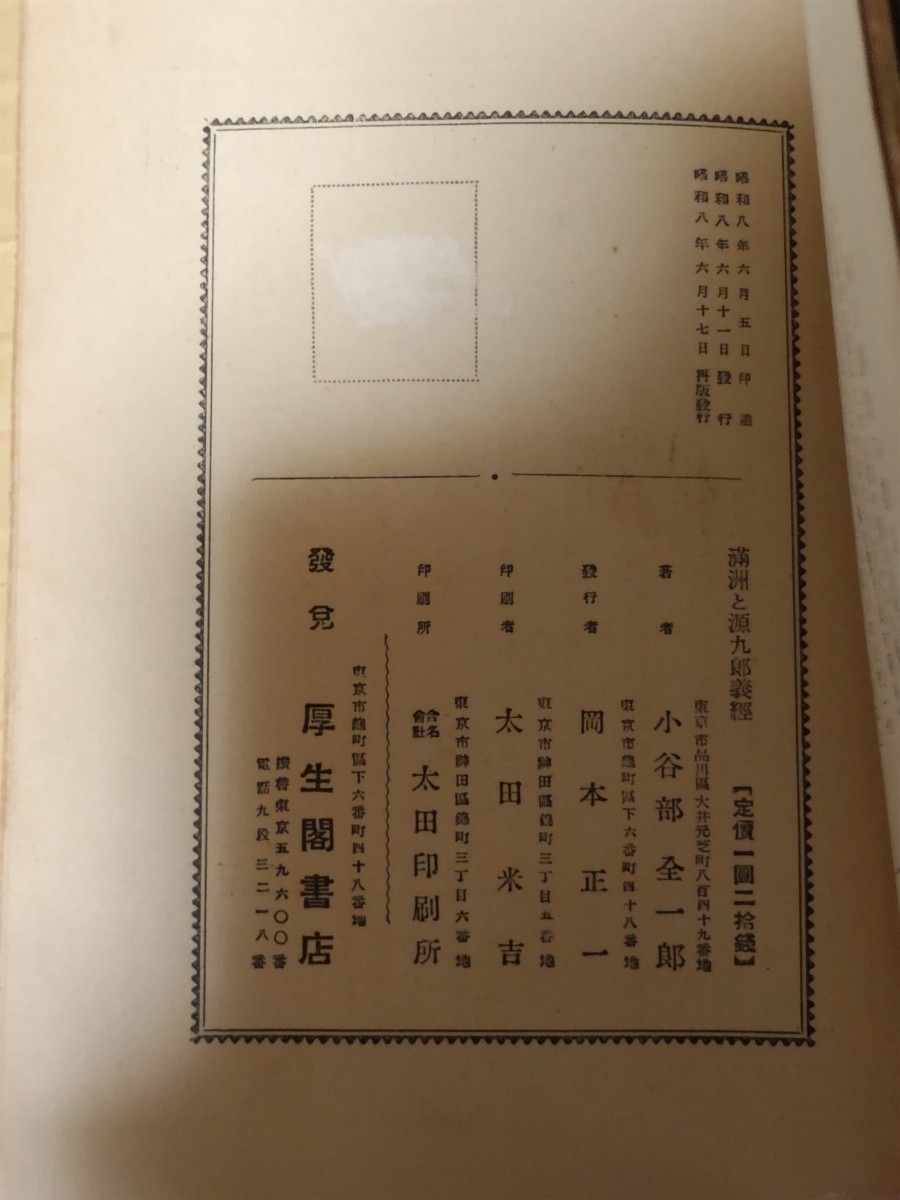 昭和八年六月五日印刷
昭和八年六月十一日發行
昭和八年六月十七日再版發行
滿洲と源九郎義經
【定價一圓二拾錢】
東京市品川區大井元芝町八百四十九番地
著者 小谷部全一郎
東京市麴町區下六番町四十八番地
發行者 岡本正一
東京市神田區錦町三丁目五番地
印刷者 太田米吉
東京市神田區錦町三丁目六番地
印刷所 合名會社 太田印刷所
東京市麴町區下六番町四十八番地
發兌 厚生閣書店
振替東京五九六〇〇番
電話九段三二一八番